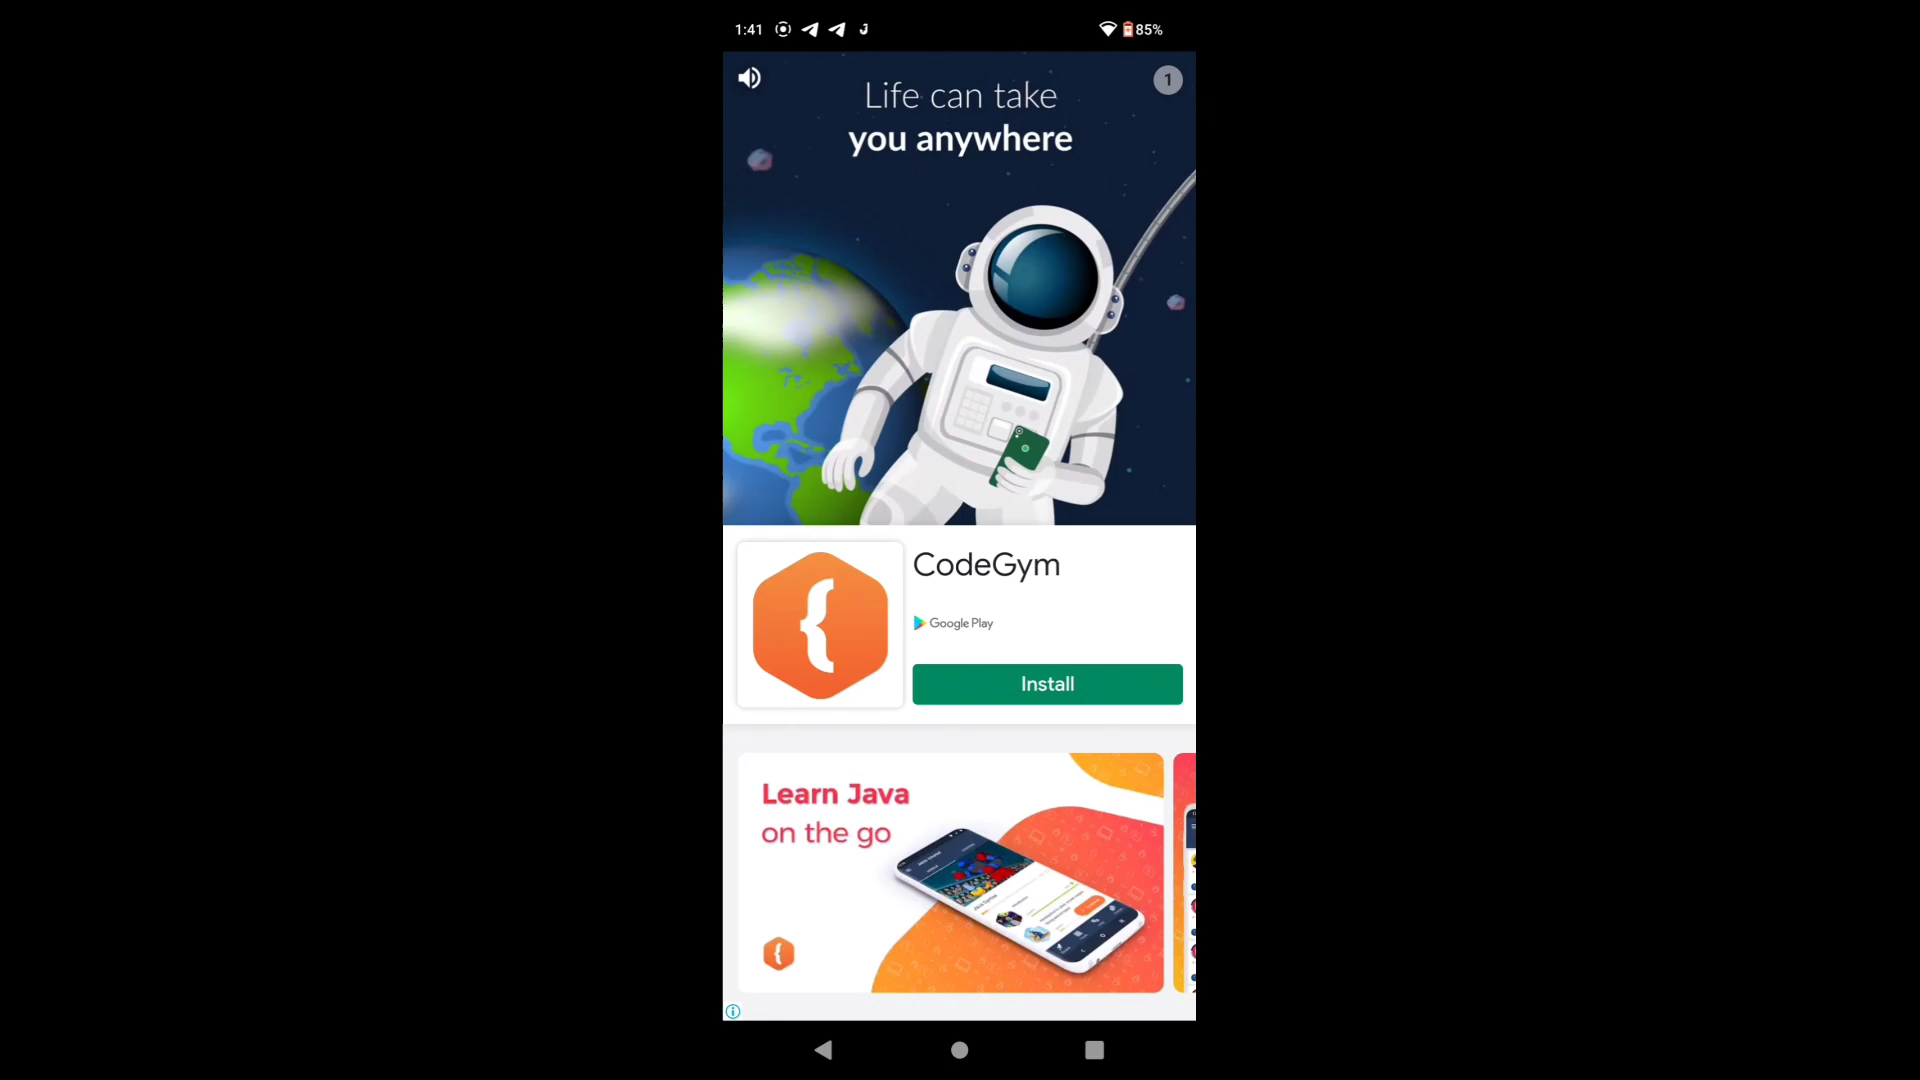 1:41
85%
1
Life can take
you anywhere
CodeGym
Google Play
Install
Learn Java
on the go